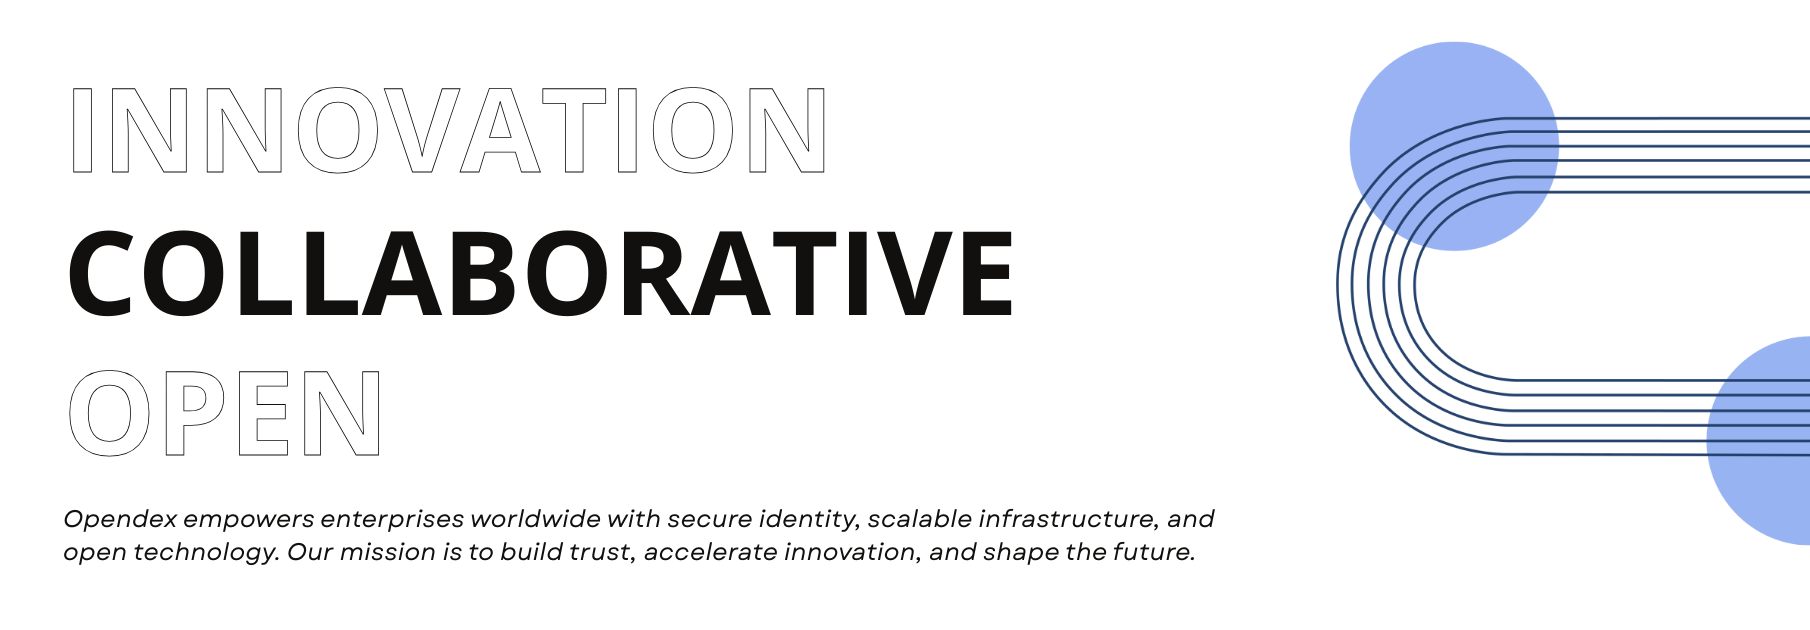 INNOVATION
COLLABORATIVE
OPEN
Opendex empowers enterprises worldwide with secure identity, scalable infrastructure, and
open technology. Our mission is to build trust, accelerate innovation, and shape the future.